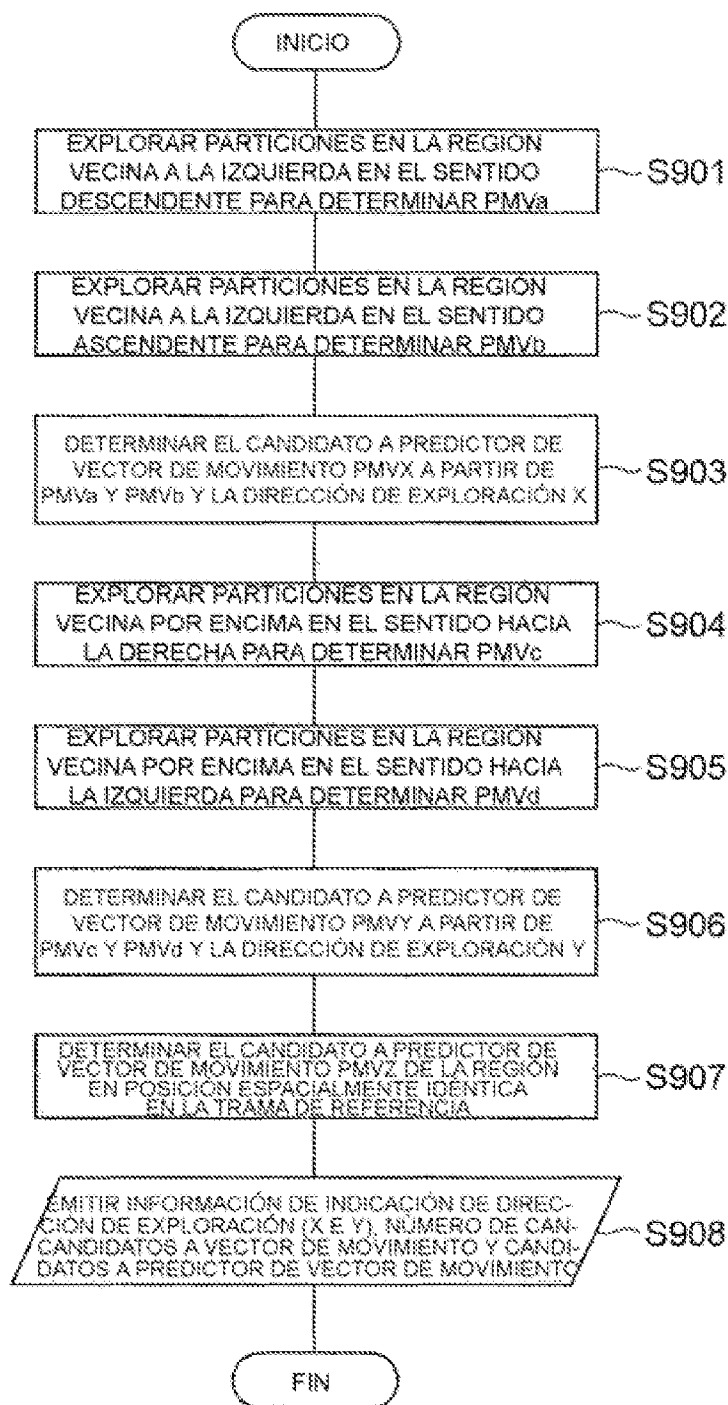 INICIO
EXPLORAR PARTICIONES EN LA REGIÓN
VECINA A LA IZQUIERDA EN EL SENTIDO
DESCENDENTE PARA DETERMINAR PMVa
S901
EXPLORAR PARTICIONES EN LA REGIÓN
VECINA A LA IZQUIERDA EN EL SENTIDO
ASCENDENTE PARA DETERMINAR PMVb
S902
DETERMINAR EL CANDIDATO A PREDICTOR DE
VECTOR DE MOVIMIENTO PMVX A PARTIR DE
PMVa Y PMVb Y LA DIRECCIÓN DE EXPLORACIÓN X
S903
EXPLORAR PARTICIONES EN LA REGIÓN
VECINA POR ENCIMA EN EL SENTIDO HACIA
LA DERECHA PARA DETERMINAR PMVc
S904
EXPLORAR PARTICIONES EN LA REGIÓN
VECINA POR ENCIMA EN EL SENTIDO HACIA
LA IZQUIERDA PARA DETERMINAR PMVd
S905
DETERMINAR EL CANDIDATO A PREDICTOR DE
VECTOR DE MOVIMIENTO PMVY A PARTIR DE
PMVc Y PMVd Y LA DIRECCIÓN DE EXPLORACIÓN Y
S906
DETERMINAR EL CANDIDATO A PREDICTOR DE
VECTOR DE MOVIMIENTO PMVZ DE LA REGIÓN
EN POSICIÓN ESPACIALMENTE IDÉNTICA
EN LA TRAMA DE REFERENCIA
S907
EMITIR INFORMACIÓN DE INDICACIÓN DE DIREC-
CIÓN DE EXPLORACIÓN (X E Y), NÚMERO DE CAN-
CANDIDATOS A VECTOR DE MOVIMIENTO Y CANDI-
DATOS A PREDICTOR DE VECTOR DE MOVIMIENTO
S908
FIN